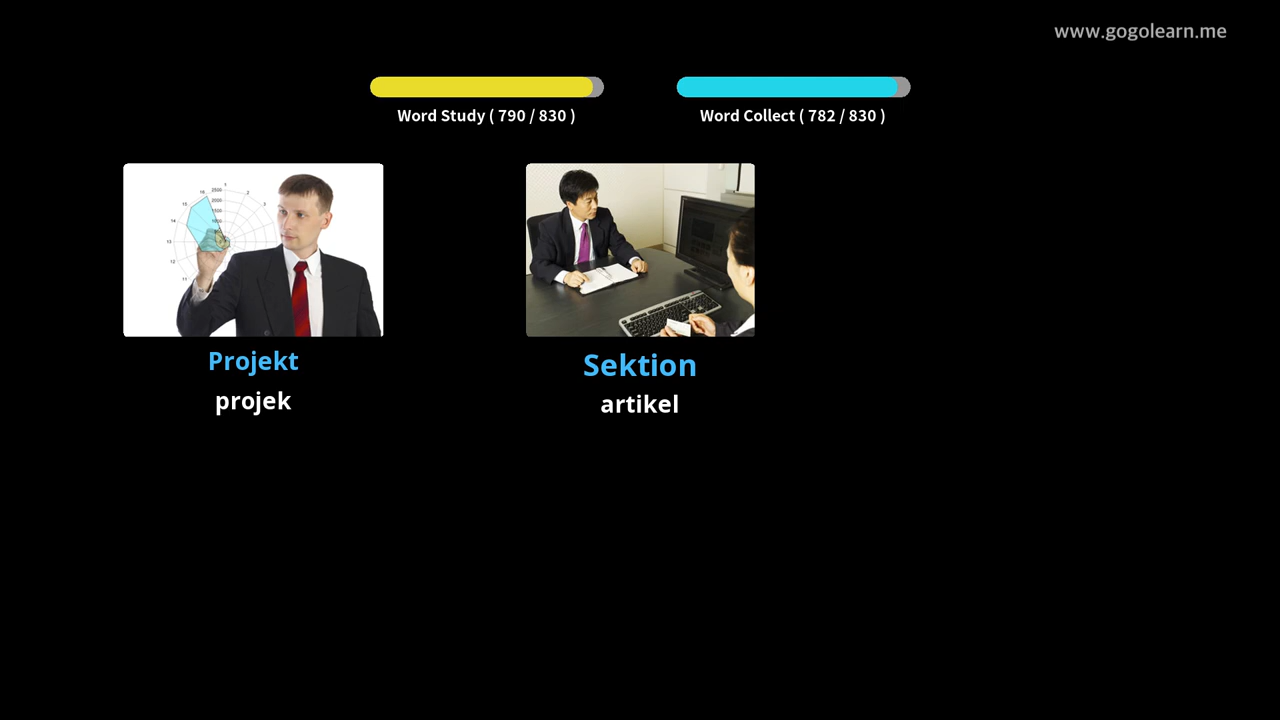 www.gogolearn.me
Word Study ( 790 / 830 )
Word Collect ( 782 / 830 )
Projekt
projek
Sektion
artikel